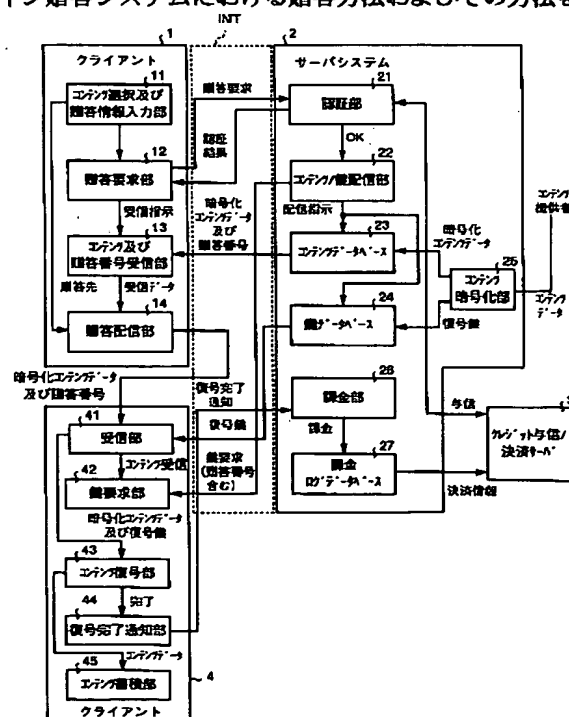 イン贈答システムにおける贈答方法およびその方法を
INT
1
クライアント
11
コンテンツ選択及び
贈答情報入力部
12
贈答要求部
受信指示
13
コンテンツ及び
贈答番号受信部
贈答先
受信データ
14
贈答配信部
暗号化コンテンツデータ
及び贈答番号
贈答要求
認証
結果
暗号化
コンテンツデータ
及び
贈答番号
2
サーバシステム
21
認証部
OK
22
コンテンツ/鍵配信部
配信指示
23
コンテンツデータベース
24
鍵データベース
暗号化
コンテンツデータ
25
コンテンツ
暗号化部
復号鍵
コンテンツ
提供者
コンテンツ
データ
26
課金部
課金
27
課金
ログデータベース
与信
3
クレジット与信/
決済サーバ
決済情報
復号完了
通知
復号鍵
鍵要求
(贈答番号
含む)
41
受信部
コンテンツ受信
42
鍵要求部
暗号化コンテンツデータ
及び復号鍵
43
コンテンツ復号部
44
完了
復号完了通知部
コンテンツデータ
45
コンテンツ蓄積部
4
クライアント